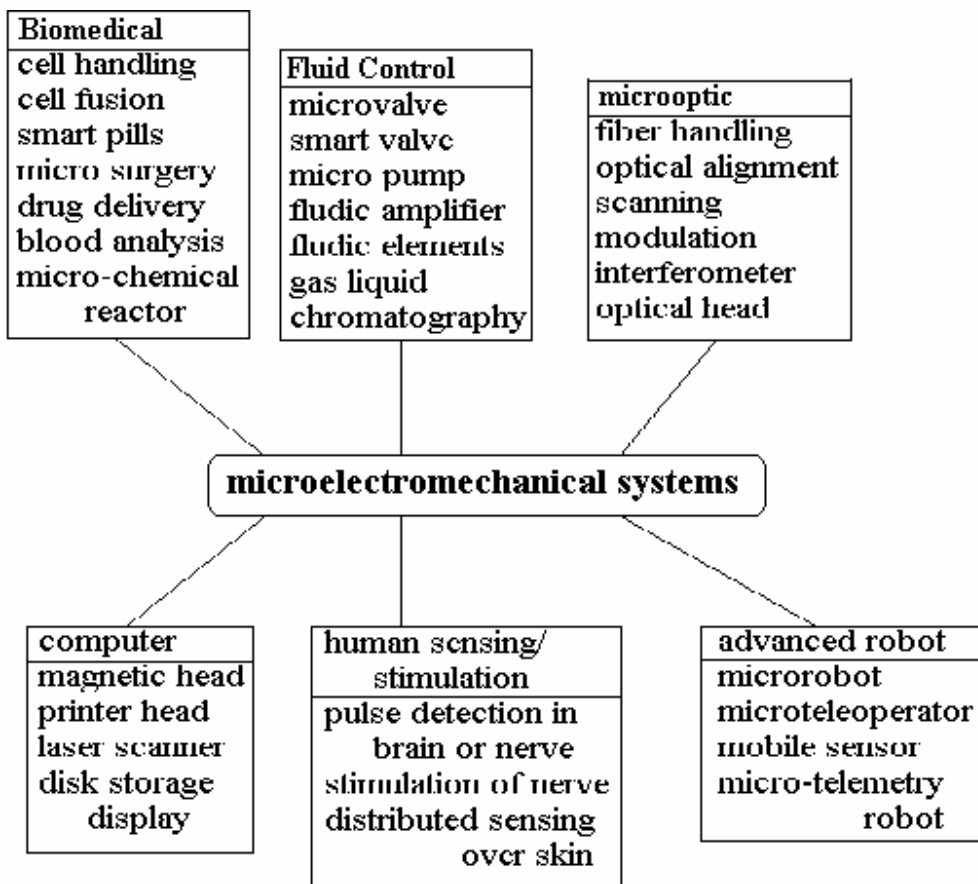 Biomedical
cell handling
cell fusion
smart pills
micro surgery
drug delivery
blood analysis
micro-chemical
reactor
Fluid Control
microvalve
smart valve
micro pump
fludic amplifier
fludic elements
gas liquid
chromatography
microoptic
fiber handling
optical alignment
scanning
modulation
interferometer
optical head
microelectromechanical systems
computer
magnetic head
printer head
laser scanner
disk storage
display
human sensing/
stimulation
pulse detection in
brain or nerve
stimulation of nerve
distributed sensing
over skin
advanced robot
microrobot
microteleoperator
mobile sensor
micro-telemetry
robot